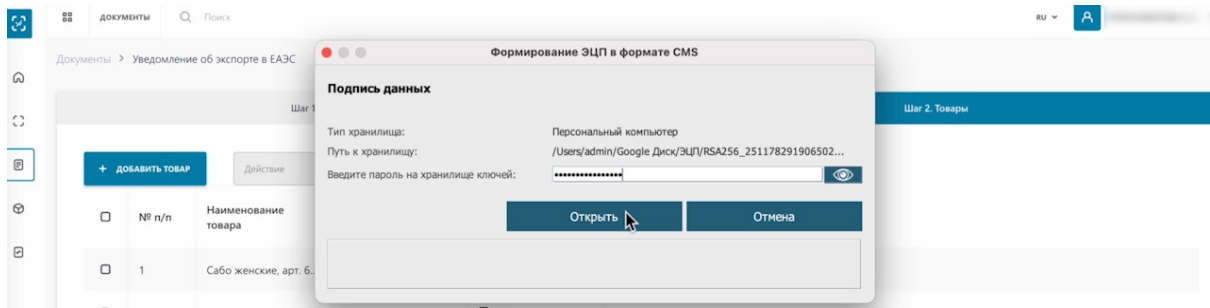 ДОКУМЕНТЫ
Поиск
RU
Документы > Уведомление об экспорте в ЕАЭС
Формирование ЭЦП в формате CMS
Подпись данных
Шаг 1
Шаг 2. Товары
Тип хранилища: Персональный компьютер
Путь к хранилищу: /Users/admin/Google Диск/ЭЦП/RSA256_251178291906502...
Введите пароль на хранилище ключей: ••••••••••••••••
+ ДОБАВИТЬ ТОВАР
Действие
Открыть
Отмена
№ п/п
Наименование
товара
1
Сабо женские, арт. 6...